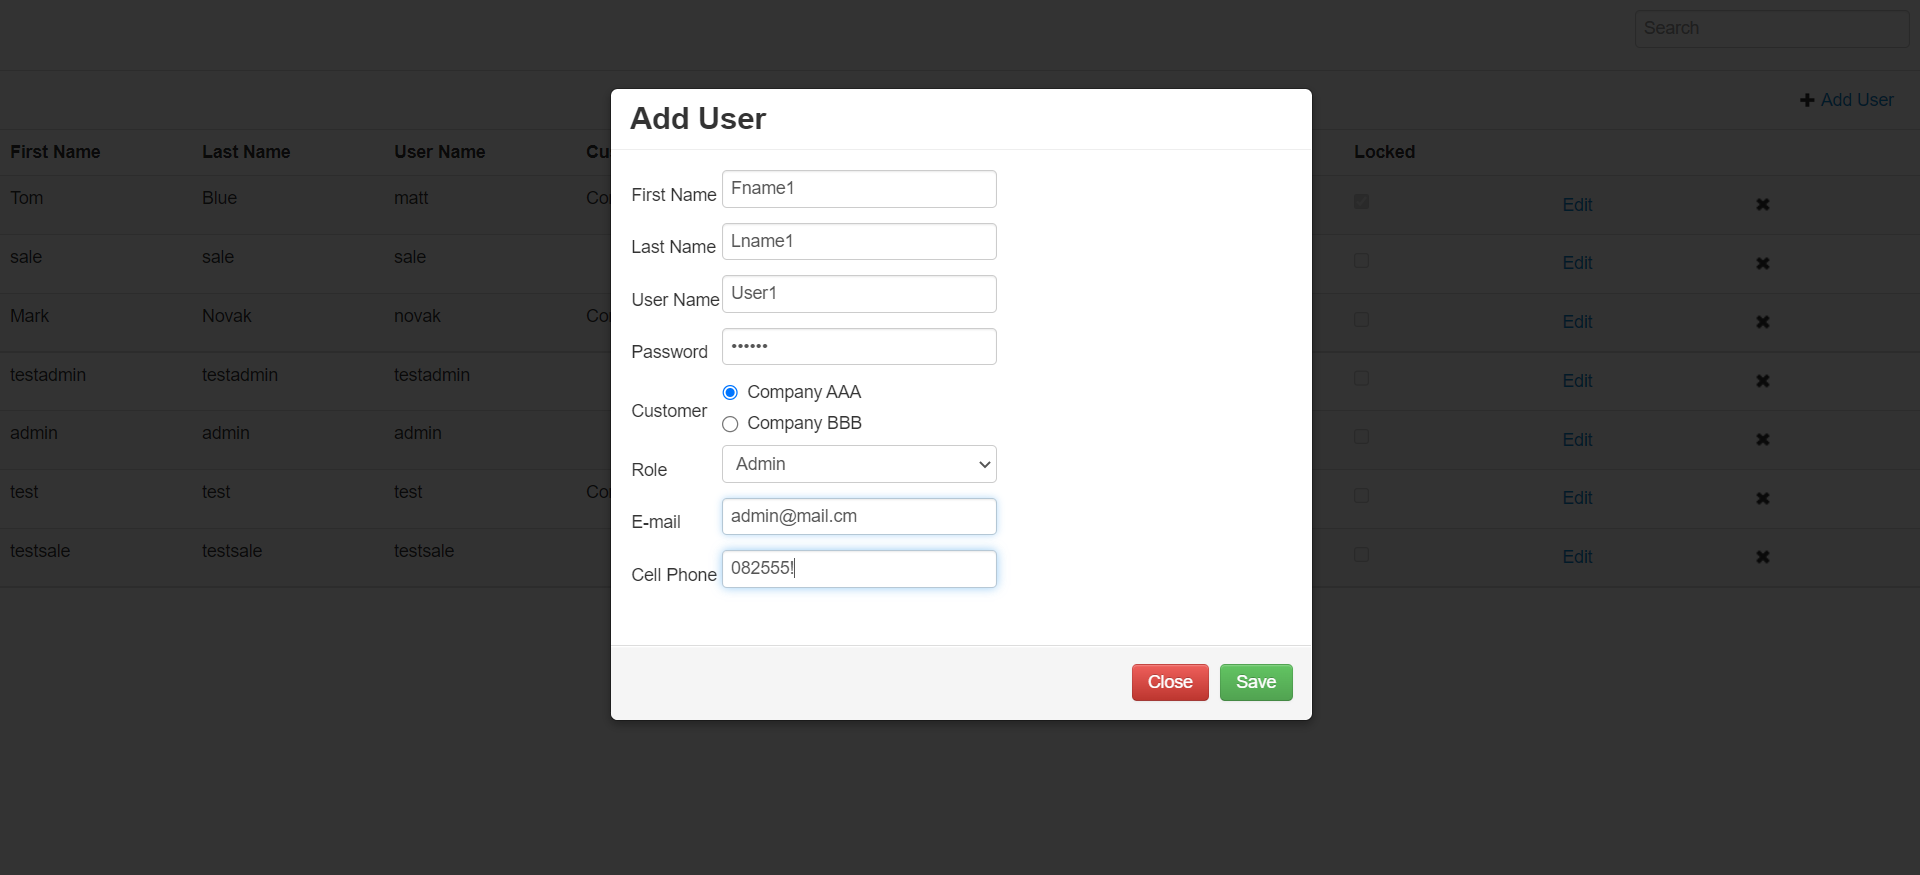 Search
Add User
First Name Last Name User Name Cu Locked
Tom Blue matt Co Edit
sale sale sale Edit
Mark Novak novak Co Edit
testadmin testadmin testadmin Edit
admin admin admin Edit
test test test Co Edit
testsale testsale testsale Edit
Add User
First Name Fname1
Last Name Lname1
User Name User1
Password ••••••
Customer
Company AAA
Company BBB
Role Admin
E-mail admin@mail.cm
Cell Phone 082555!
Close Save